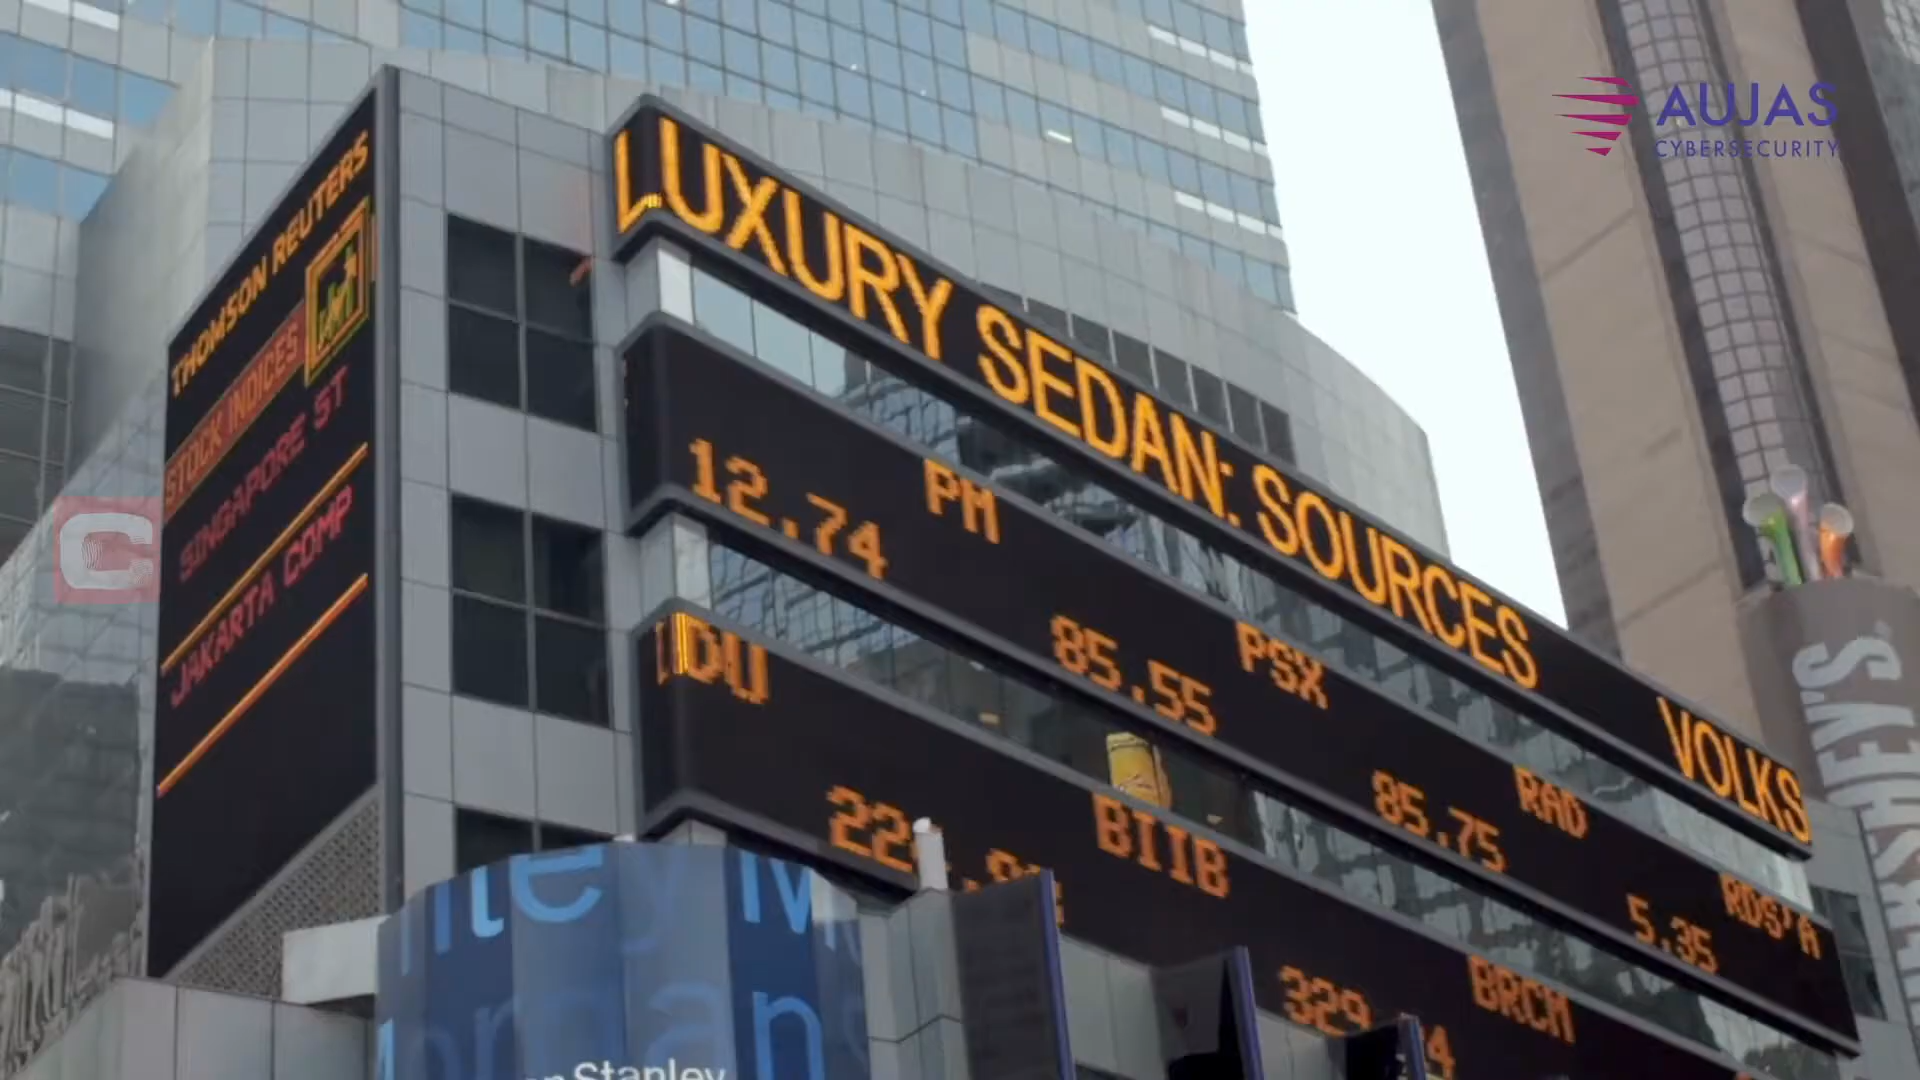 AUJAS
CYBERSECURITY
THOMSON REUTERS
STOCK INDICES
SINGAPORE ST
JAKARTA COMP
LUXURY SEDAN: SOURCES VOLKS
PM PSX RAD RDS'A
12.74 85.55 85.75 5.35
BIIB BRCM
C
Stanley